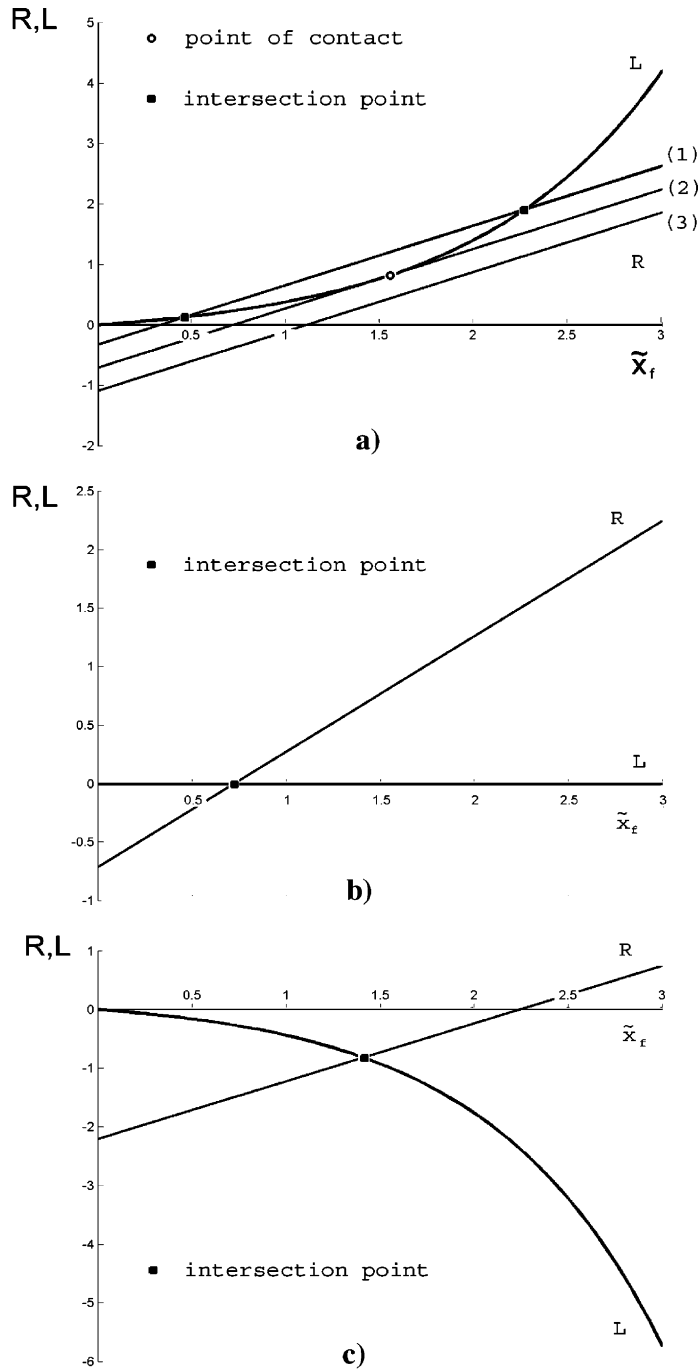 R,L
5
point of contact
L
4
intersection point
3
(1)
(2)
2
(3)
1
R
0
0.5
1
1.5
2
2.5
3
x̃f
-1
-2
a)
R,L
2.5
R
2
intersection point
1.5
1
0.5
L
0
0.5
1
1.5
2
2.5
3
x̃f
-0.5
-1
b)
R,L
1
R
0.5
1
1.5
2
2.5
3
0
x̃f
-1
-2
-3
-4
intersection point
-5
L
-6
c)